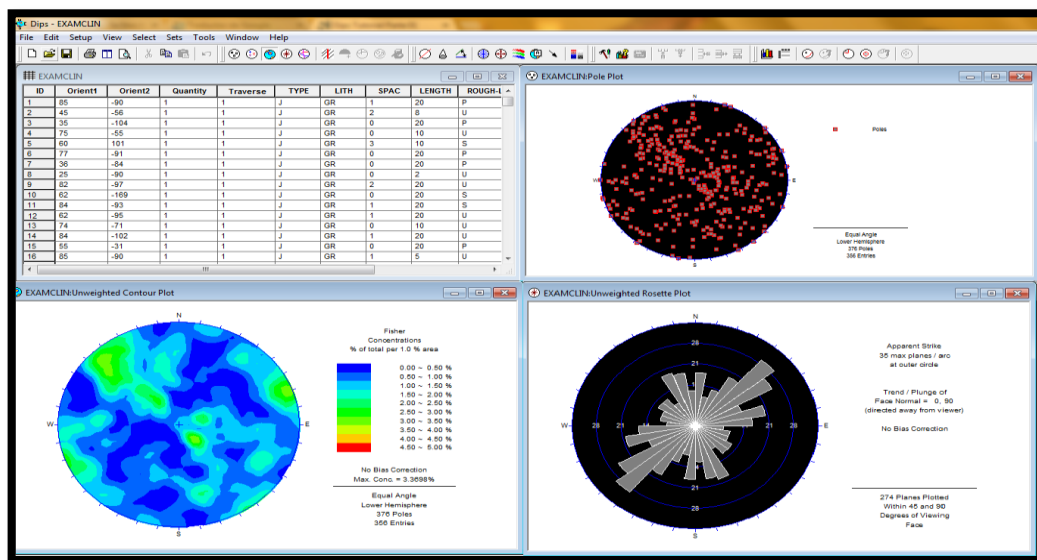 Dips - EXAMCLIN
File Edit Setup View Select Sets Tools Window Help
EXAMCLIN
ID Orient1 Orient2 Quantity Traverse TYPE LITH SPAC LENGTH ROUGH-L
1 85 -90 1 1 J GR 1 20 P
2 45 -56 1 1 J GR 2 8 U
3 35 -104 1 1 J GR 0 20 P
4 75 -55 1 1 J GR 0 10 U
5 60 101 1 1 J GR 3 10 S
6 77 -91 1 1 J GR 0 20 P
7 36 -84 1 1 J GR 0 20 P
8 25 -90 1 1 J GR 0 2 U
9 82 -97 1 1 J GR 2 20 U
10 62 -169 1 1 J GR 0 20 S
11 84 -93 1 1 J GR 1 20 S
12 62 -95 1 1 J GR 1 20 U
13 74 -71 1 1 J GR 0 10 U
14 84 -102 1 1 J GR 1 20 U
15 55 -31 1 1 J GR 0 20 P
16 85 -90 1 1 J GR 1 5 U
EXAMCLIN:Pole Plot
N
W
E
S
Poles
Equal Angle
Lower Hemisphere
376 Poles
356 Entries
EXAMCLIN:Unweighted Contour Plot
N
W
E
S
Fisher
Concentrations
% of total per 1.0 % area
0.00 ~ 0.50 %
0.50 ~ 1.00 %
1.00 ~ 1.50 %
1.50 ~ 2.00 %
2.00 ~ 2.50 %
2.50 ~ 3.00 %
3.00 ~ 3.50 %
3.50 ~ 4.00 %
4.00 ~ 4.50 %
4.50 ~ 5.00 %
No Bias Correction
Max. Conc. = 3.3698%
Equal Angle
Lower Hemisphere
376 Poles
356 Entries
EXAMCLIN:Unweighted Rosette Plot
N
28
21
W 28 21 14 14 21 28 E
21
28
S
Apparent Strike
35 max planes / arc
at outer circle
Trend / Plunge of
Face Normal = 0, 90
(directed away from viewer)
No Bias Correction
274 Planes Plotted
Within 45 and 90
Degrees of Viewing
Face